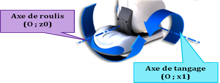 Axe de roulis
(O ; z0)
Axe de tangage
(O ; x1)